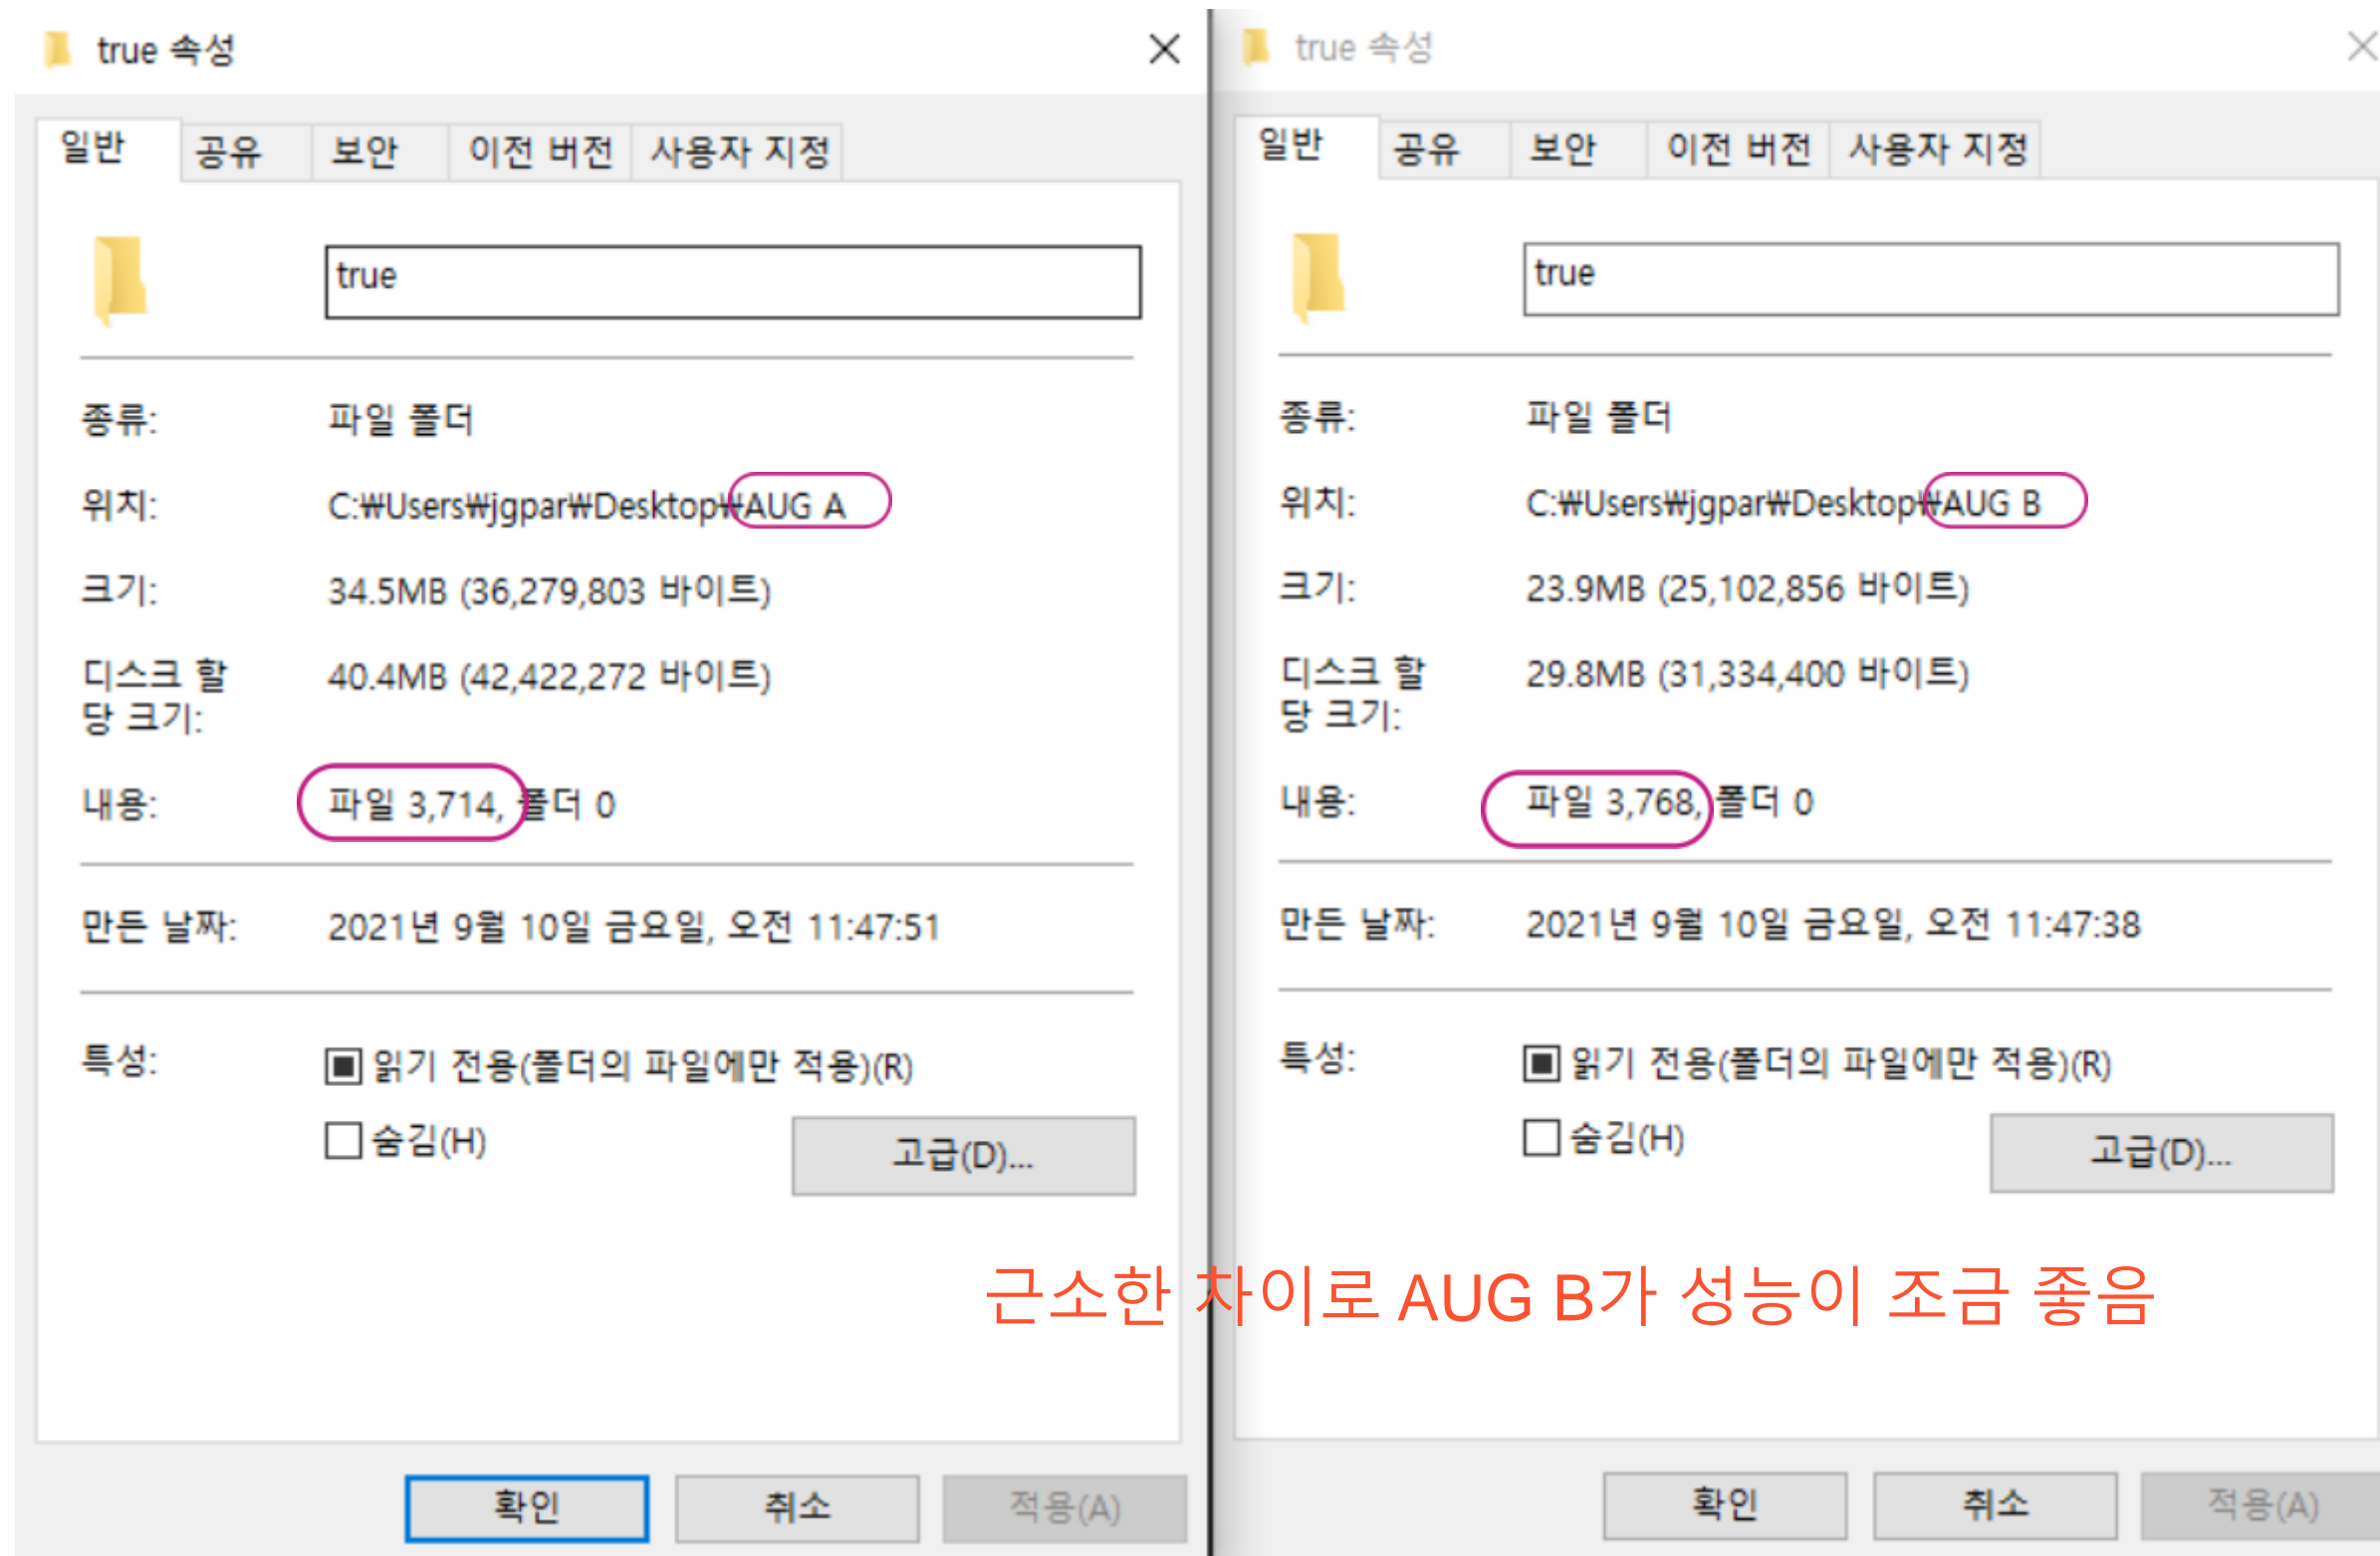 true 속성
일반 공유 보안 이전 버전 사용자 지정
true
종류: 파일 폴더
위치: C:₩Users₩jgpar₩Desktop₩AUG A
크기: 34.5MB (36,279,803 바이트)
디스크 할
당 크기: 40.4MB (42,422,272 바이트)
내용: 파일 3,714, 폴더 0
만든 날짜: 2021년 9월 10일 금요일, 오전 11:47:51
특성: 읽기 전용(폴더의 파일에만 적용)(R)
숨김(H)
고급(D)...
확인 취소 적용(A)
true 속성
일반 공유 보안 이전 버전 사용자 지정
true
종류: 파일 폴더
위치: C:₩Users₩jgpar₩Desktop₩AUG B
크기: 23.9MB (25,102,856 바이트)
디스크 할
당 크기: 29.8MB (31,334,400 바이트)
내용: 파일 3,768, 폴더 0
만든 날짜: 2021년 9월 10일 금요일, 오전 11:47:38
특성: 읽기 전용(폴더의 파일에만 적용)(R)
숨김(H)
고급(D)...
근소한 차이로 AUG B가 성능이 조금 좋음
확인 취소 적용(A)